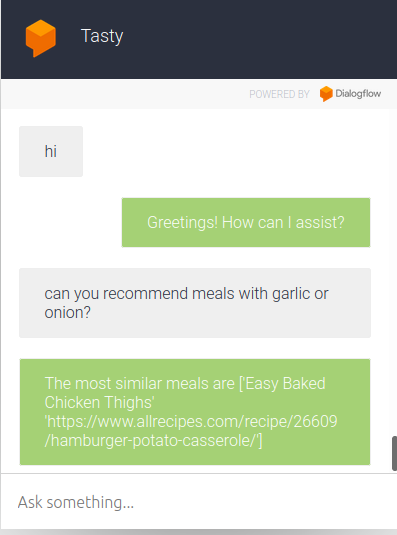 Tasty
POWERED BY Dialogflow
hi
Greetings! How can I assist?
can you recommend meals with garlic or
onion?
The most similar meals are ['Easy Baked
Chicken Thighs'
'https://www.allrecipes.com/recipe/26609
/hamburger-potato-casserole/']
Ask something...